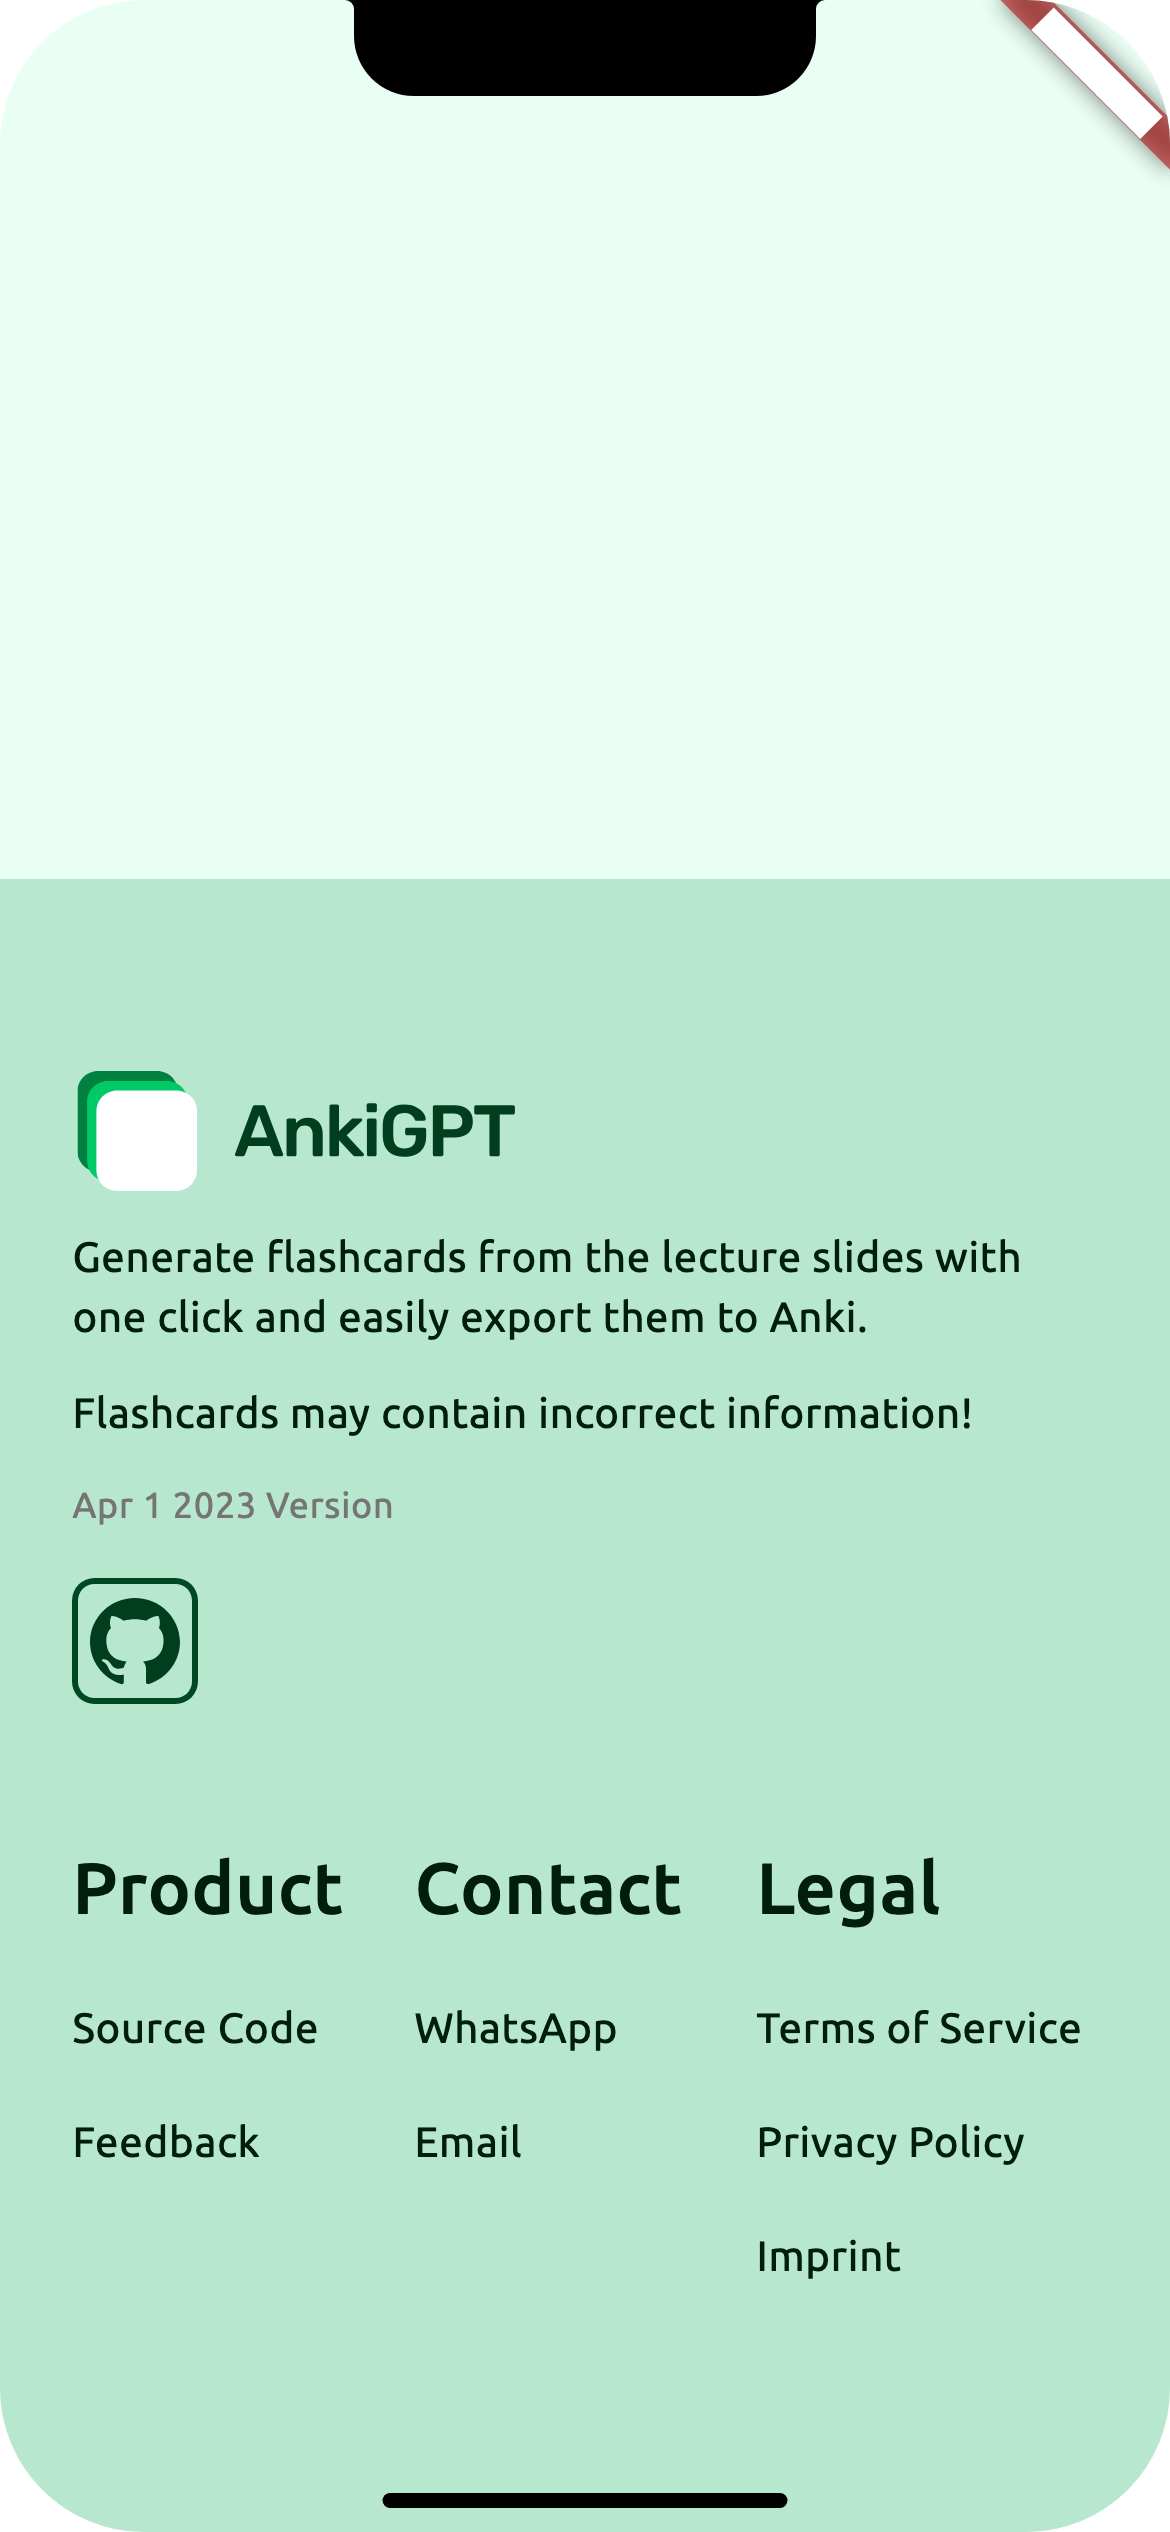 AnkiGPT
Generate flashcards from the lecture slides with
one click and easily export them to Anki.
Flashcards may contain incorrect information!
Apr 1 2023 Version
Product
Contact
Legal
Source Code
WhatsApp
Terms of Service
Feedback
Email
Privacy Policy
Imprint